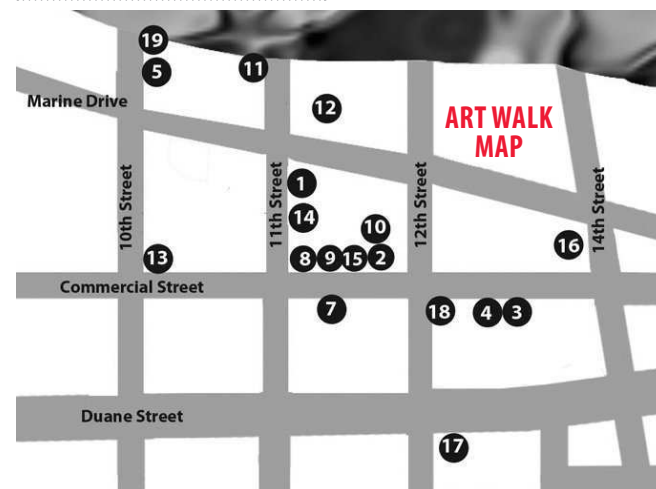 19
5
11
Marine Drive
12
ART WALK
MAP
1
10th Street
11th Street
12th Street
14th Street
14
10
16
13
8 9 15 2
Commercial Street
7
18 4 3
Duane Street
17